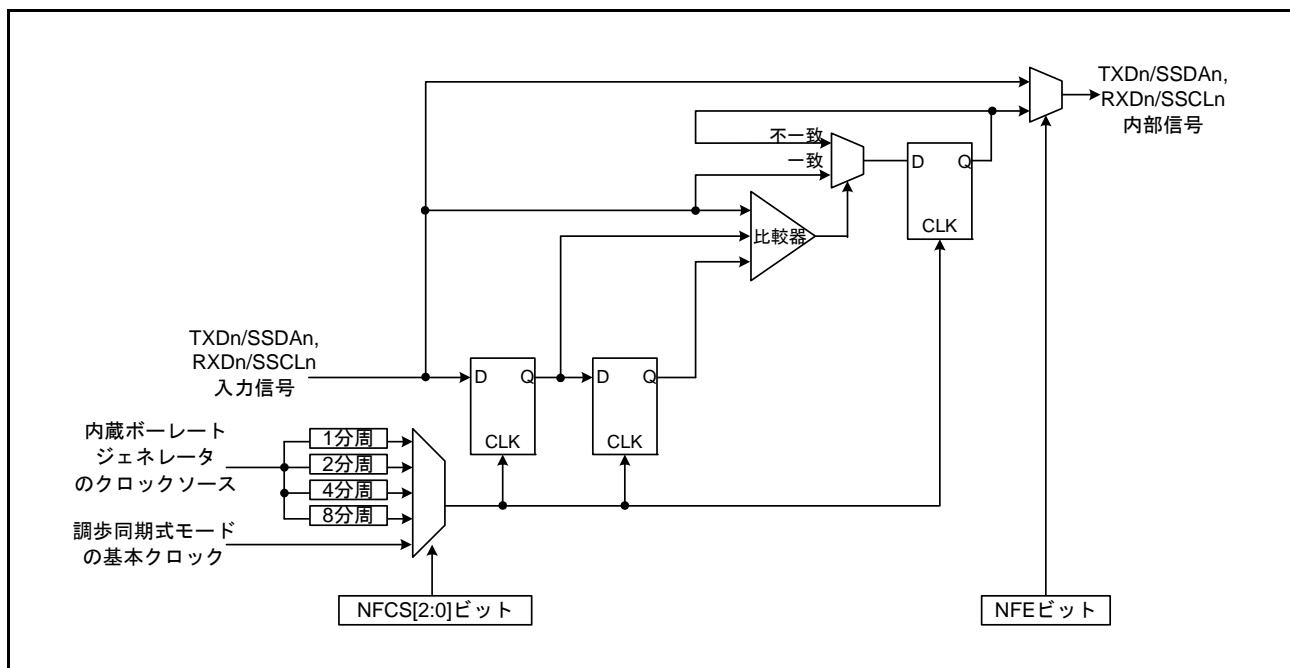 TXDn/SSDAn,
RXDn/SSCLn
内部信号
不一致
一致
D
Q
CLK
比較器
TXDn/SSDAn,
RXDn/SSCLn
入力信号
D
Q
CLK
D
Q
CLK
内蔵ボーレート
ジェネレータ
のクロックソース
1分周
2分周
4分周
8分周
調歩同期式モード
の基本クロック
NFCS[2:0]ビット
NFEビット